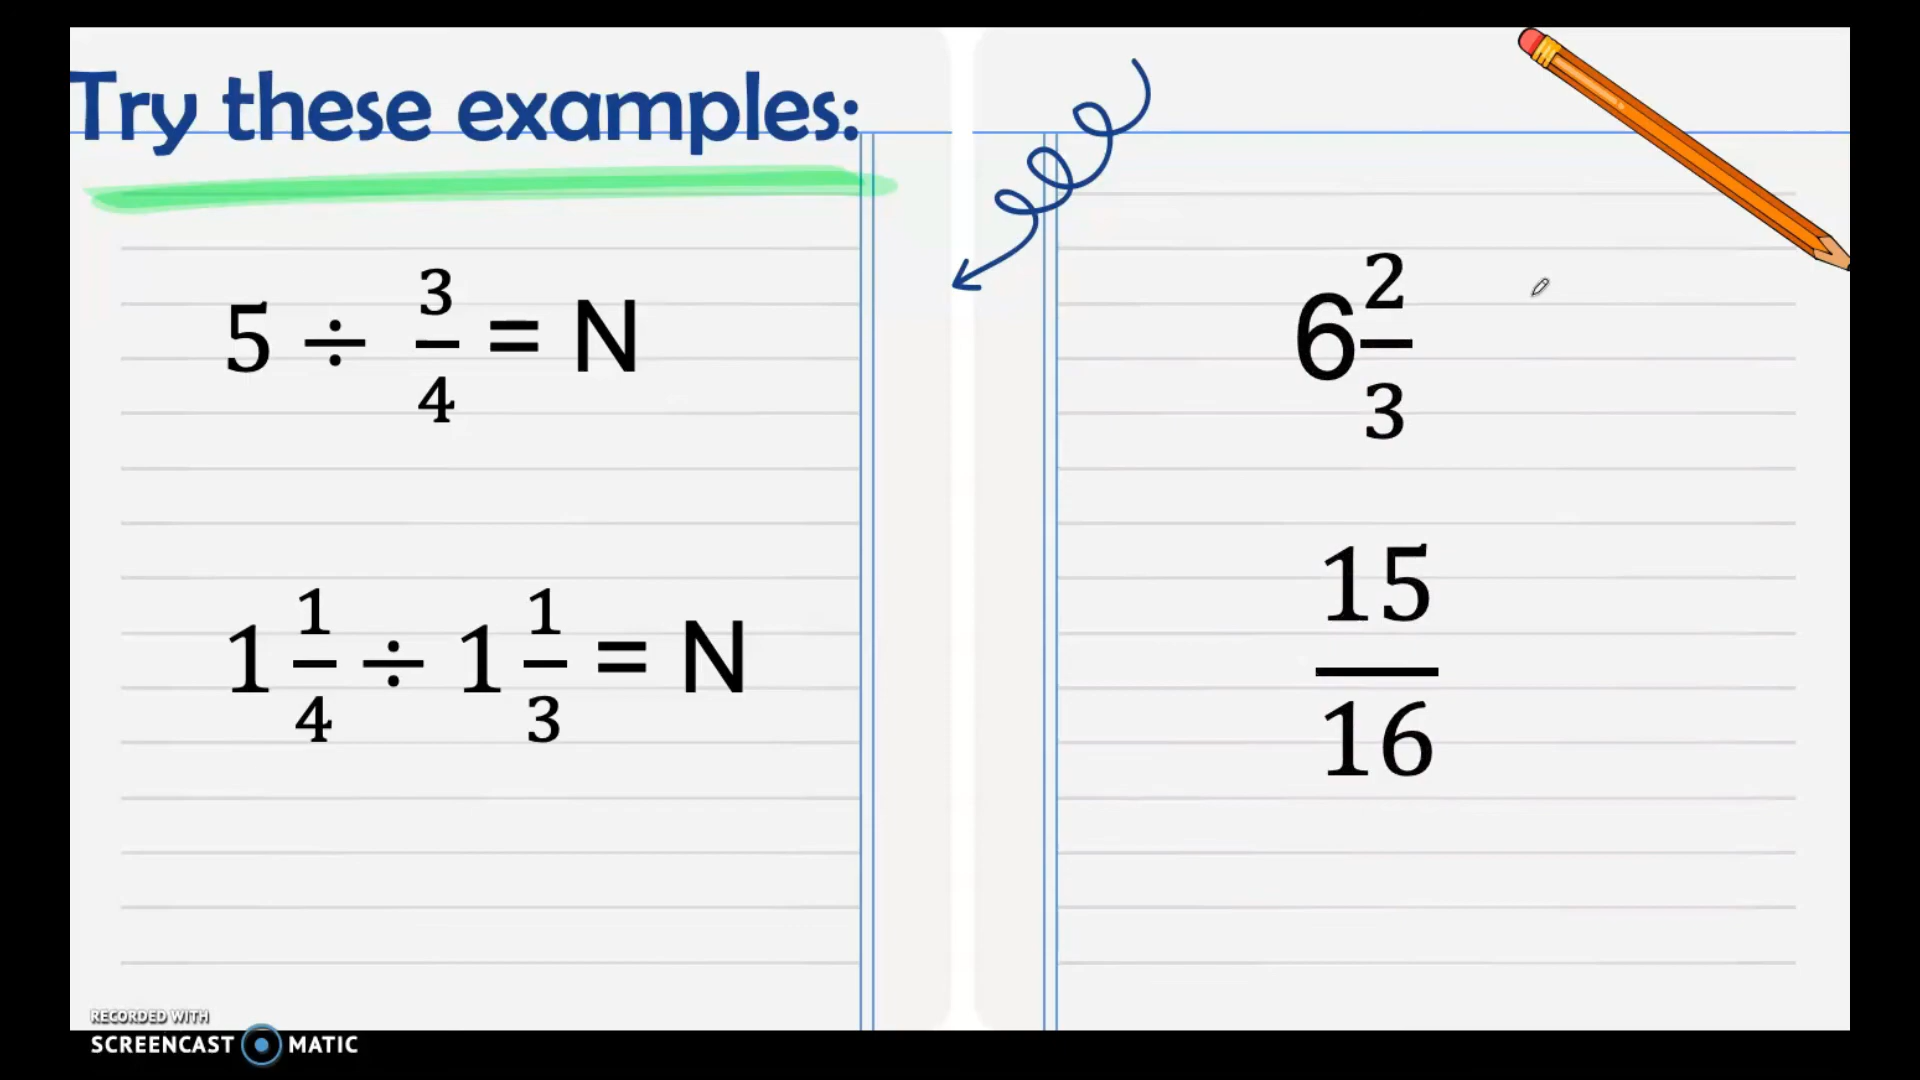 Try these examples:
5 ÷ 3/4 = N
6 2/3
1 1/4 ÷ 1 1/3 = N
15/16
RECORDED WITH
SCREENCAST MATIC